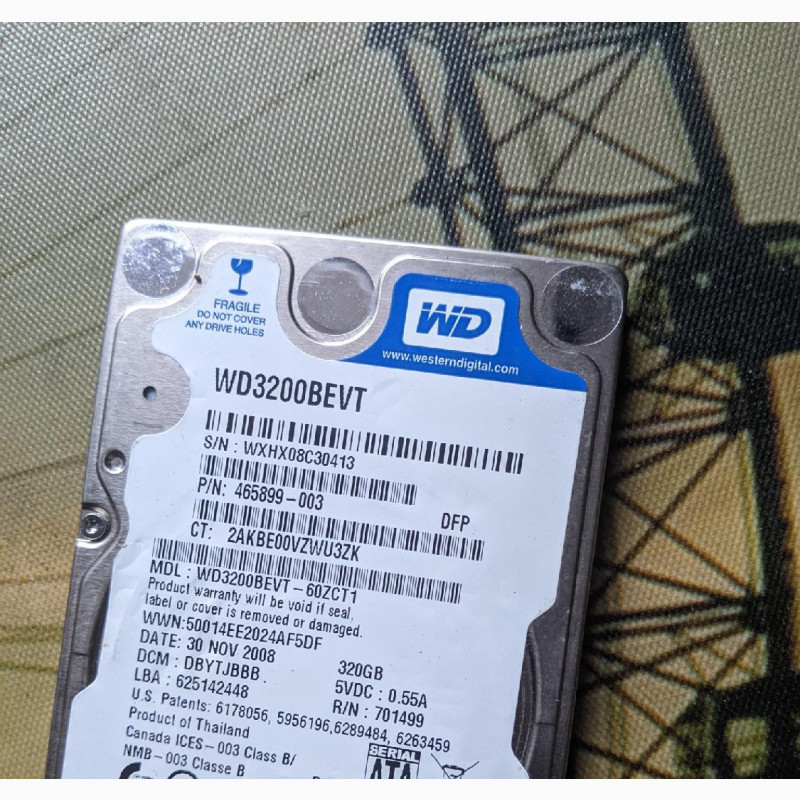 FRAGILE
DO NOT COVER
ANY DRIVE HOLES
WD
www.westerndigital.com
WD3200BEVT
S/N : WXHX08C30413
P/N: 465899-003
DFP
CT: 2AKBE00VZWU3ZK
MDL : WD3200BEVT-60ZCT1
Product warranty will be void if seal,
label or cover is removed or damaged.
WWN:50014EE2024AF5DF
DATE: 30 NOV 2008 320GB
DCM : DBYTJBBB 5VDC : 0.55A
LBA : 625142448 R/N : 701499
U.S. Patents: 6178056, 5956196,6289484, 6263459
Product of Thailand
Canada ICES-003 Class B/
NMB-003 Classe B
SERIAL
ATA